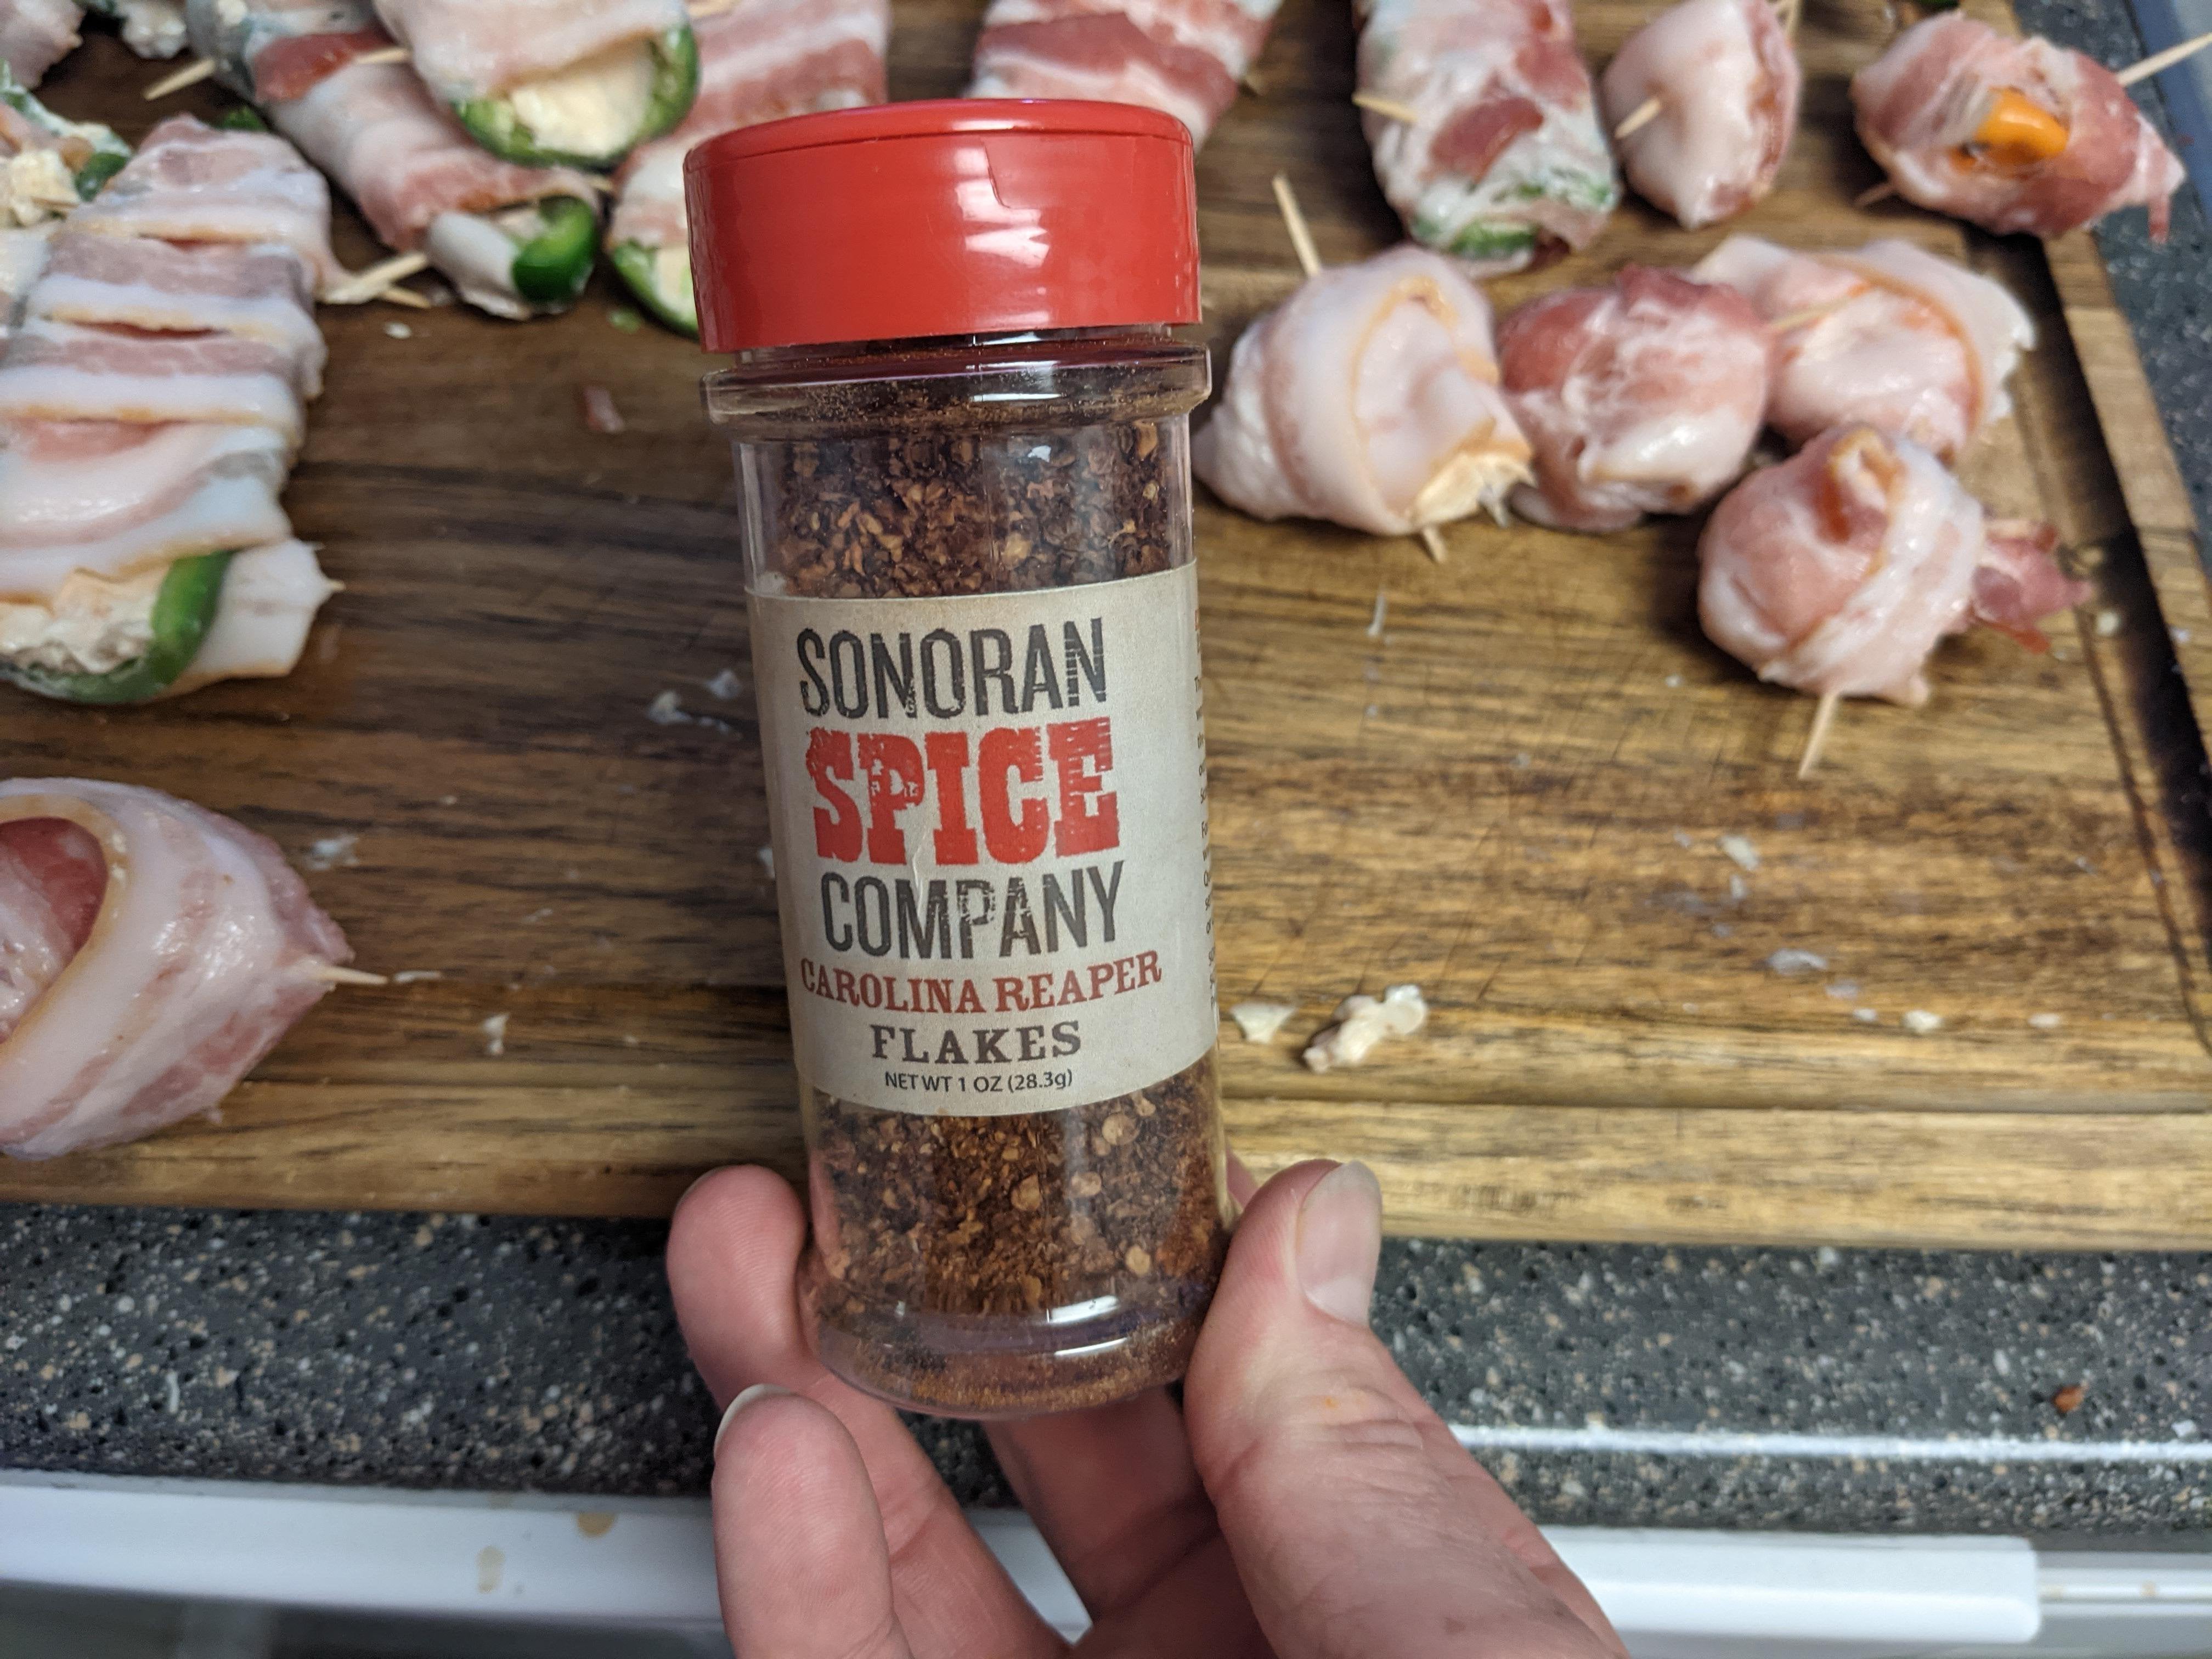 SONORAN
SPICE
COMPANY
CAROLINA REAPER
FLAKES
NET WT 1 OZ (28.3g)